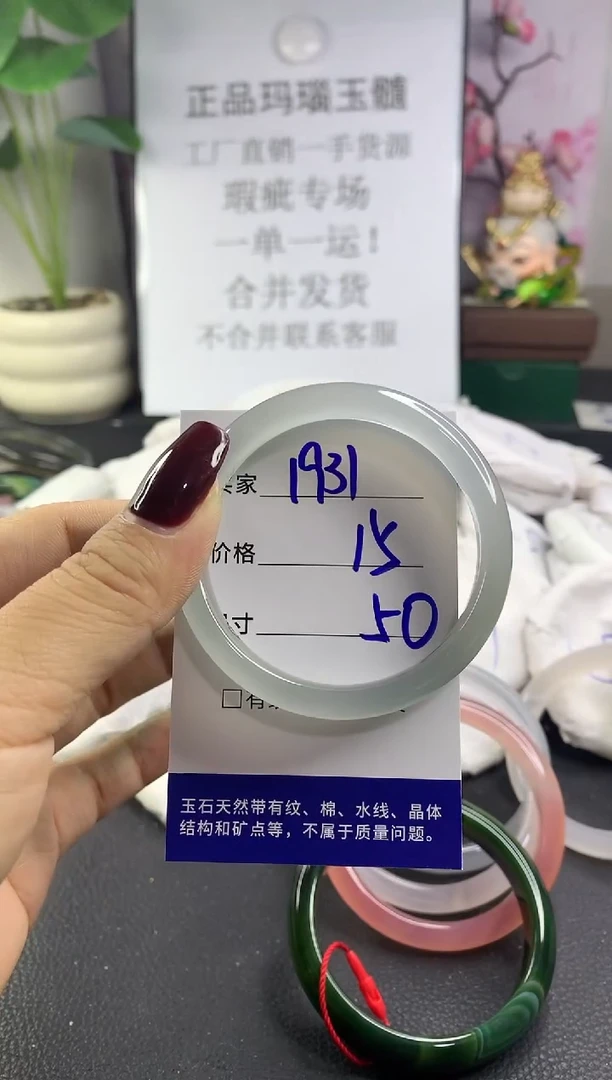 正品玛瑙玉髓
工厂直销一手货源
瑕疵专场
一单一运！
合并发货
不合并联系客服
家 1931
价格 15
寸 50
□有
玉石天然带有纹、棉、水线、晶体
结构和矿点等，不属于质量问题。